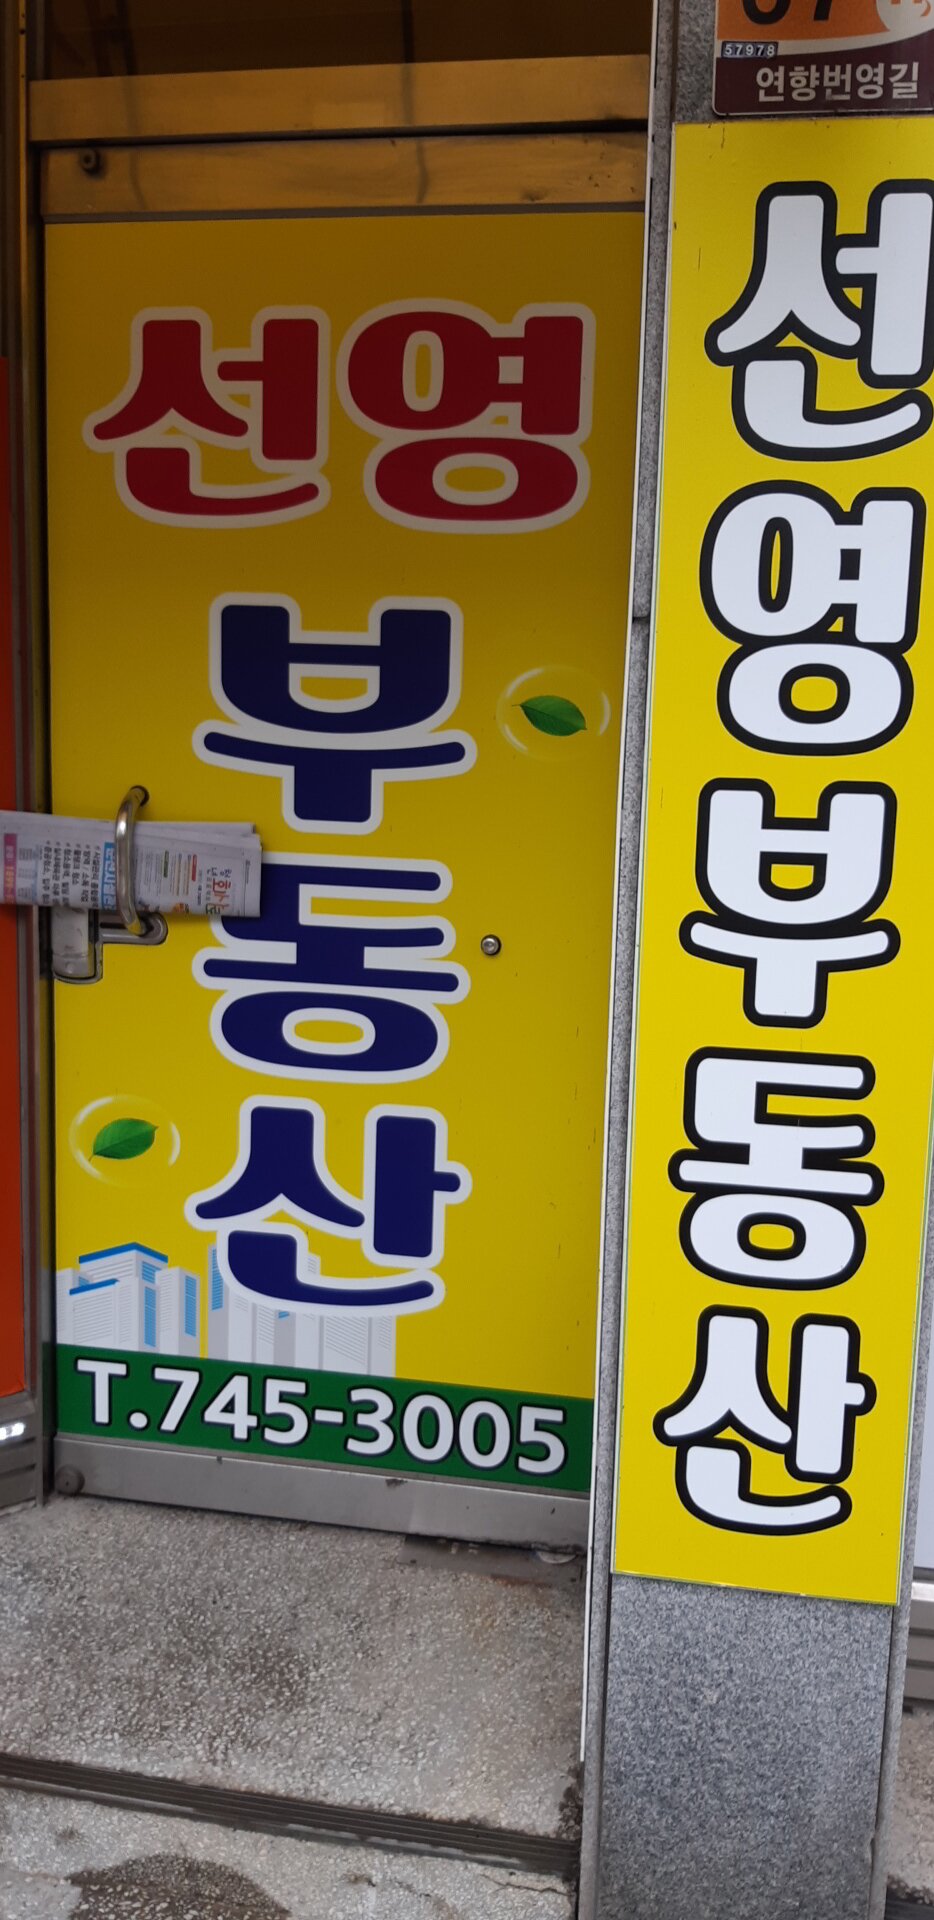 57978
연향번영길
선영
부
동
산
T.745-3005
선영부동산